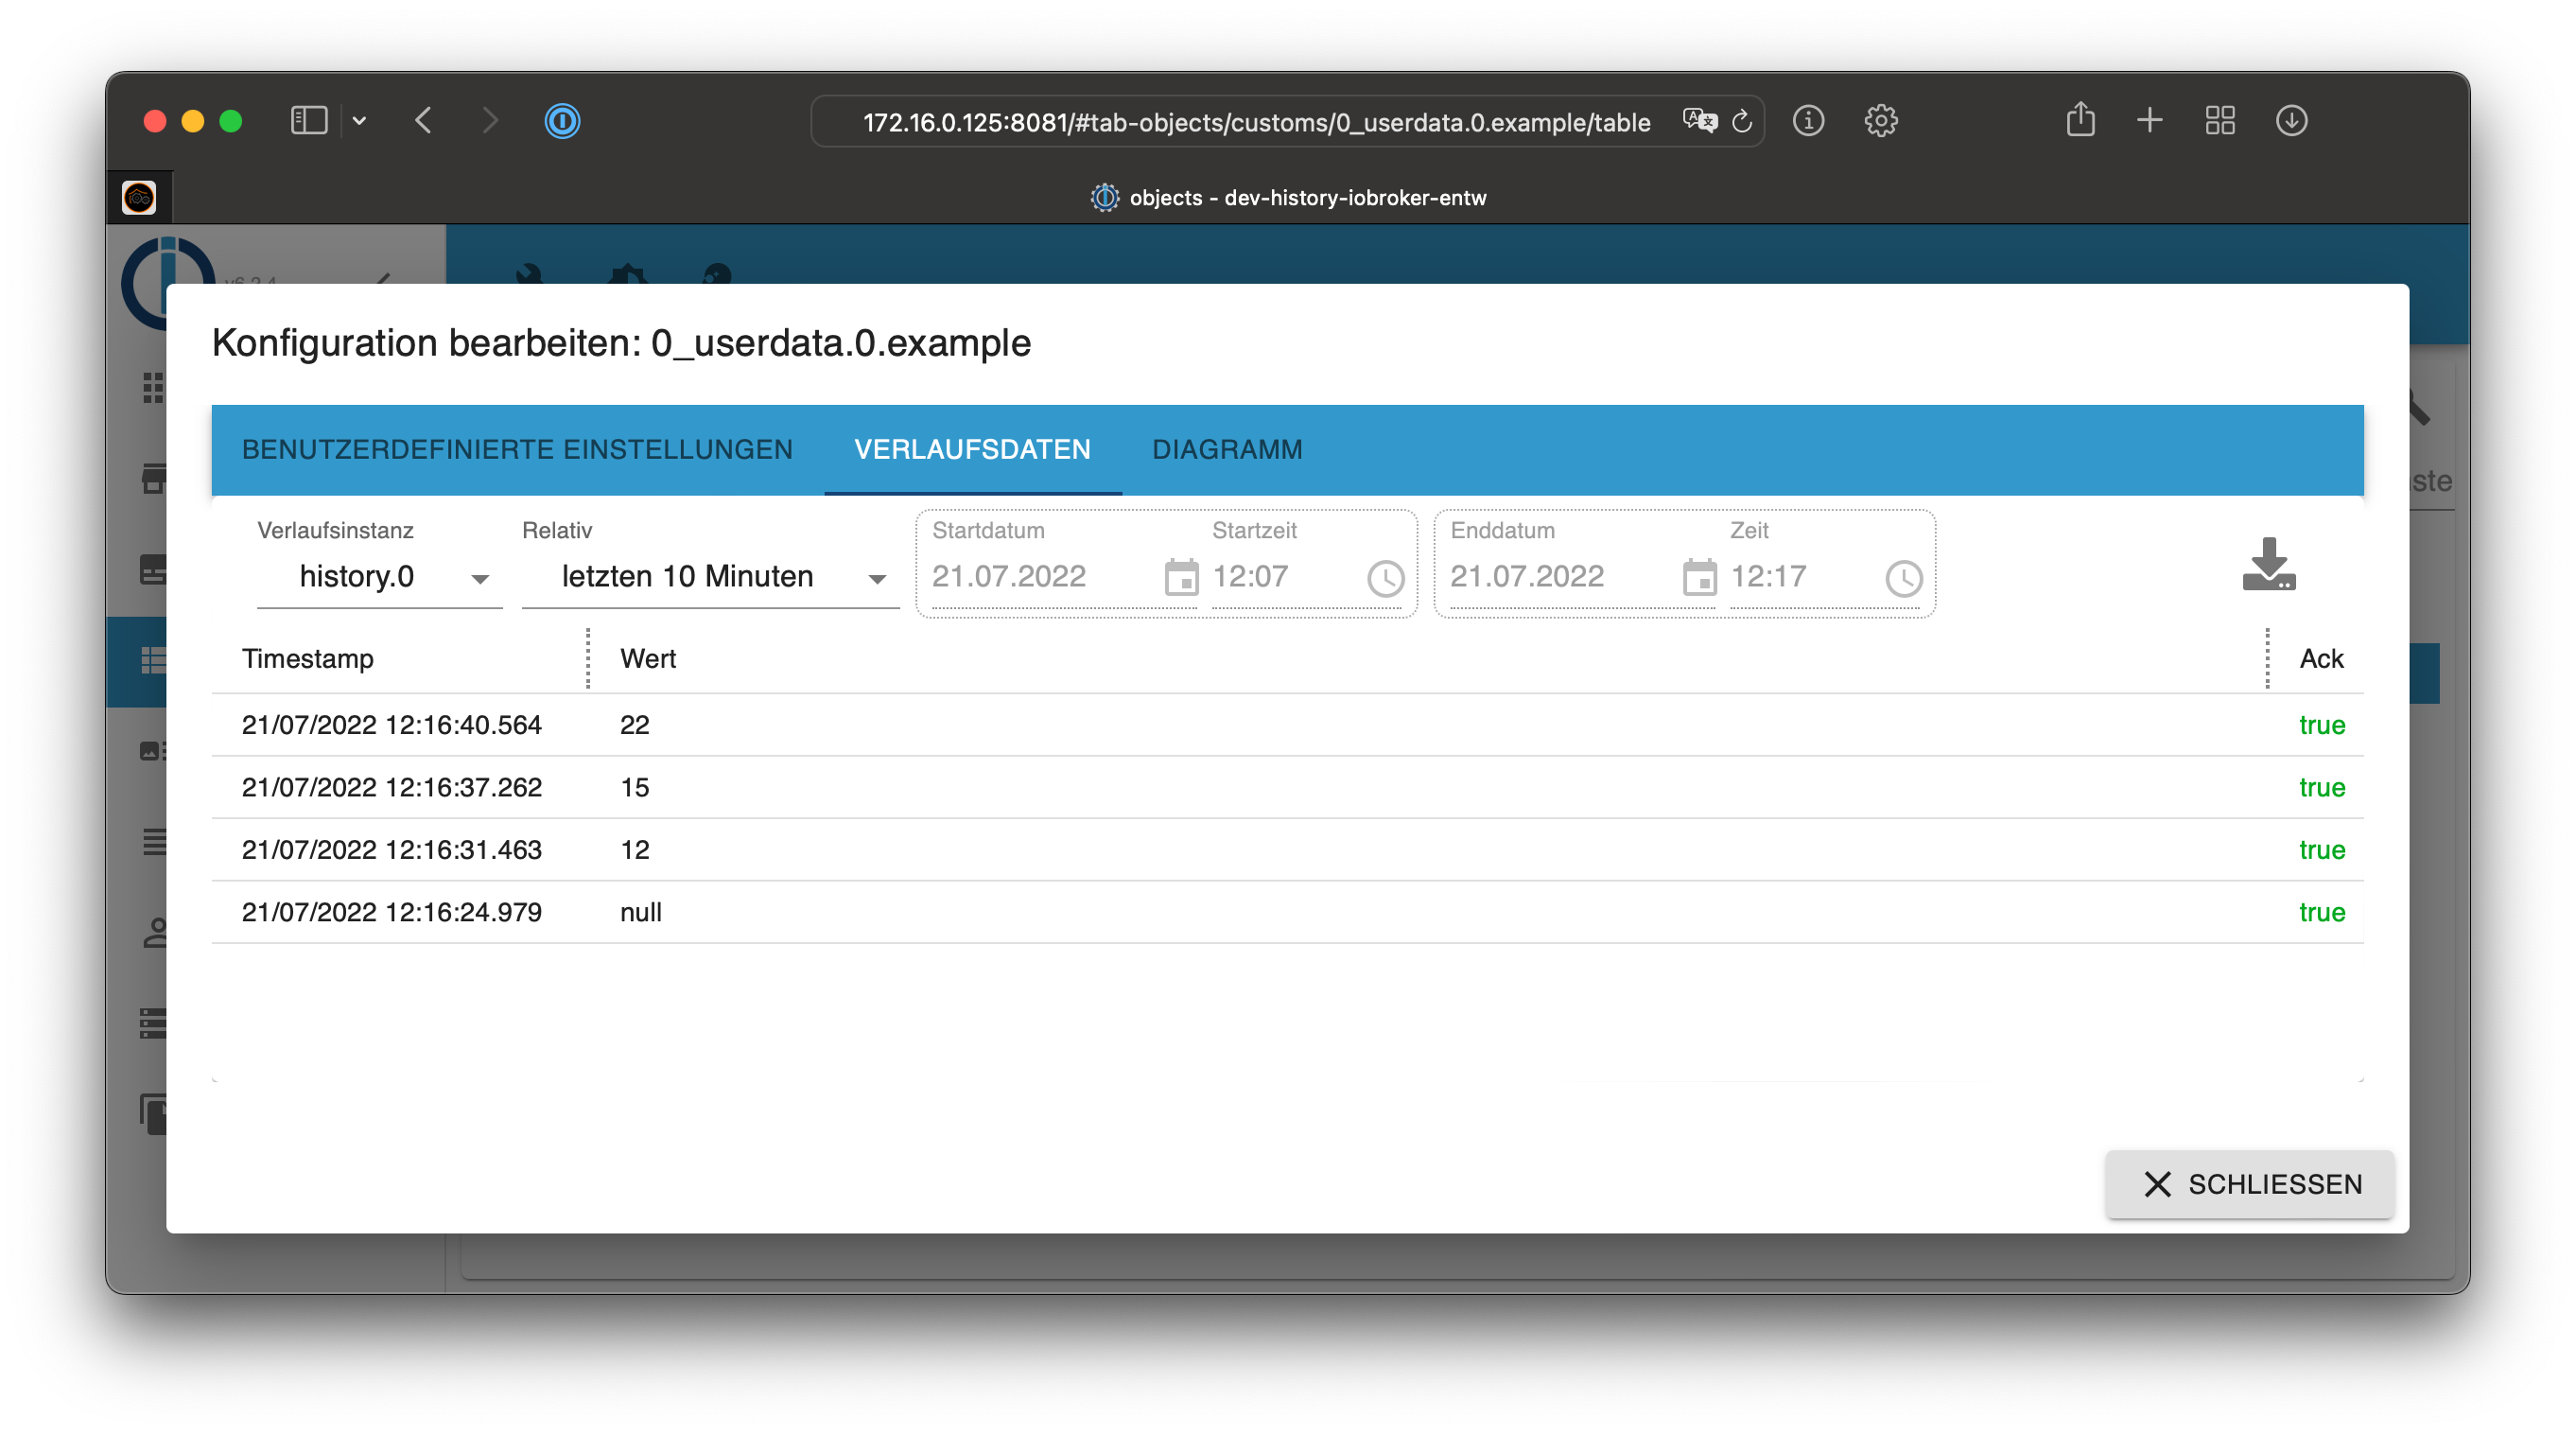 172.16.0.125:8081/#tab-objects/customs/0_userdata.0.example/table
objects - dev-history-iobroker-entw
Konfiguration bearbeiten: 0_userdata.0.example
BENUTZERDEFINIERTE EINSTELLUNGEN VERLAUFSDATEN DIAGRAMM
Verlaufsinstanz Relativ Startdatum Startzeit Enddatum Zeit
history.0 letzten 10 Minuten 21.07.2022 12:07 21.07.2022 12:17
Timestamp Wert Ack
21/07/2022 12:16:40.564 22 true
21/07/2022 12:16:37.262 15 true
21/07/2022 12:16:31.463 12 true
21/07/2022 12:16:24.979 null true
SCHLIESSEN